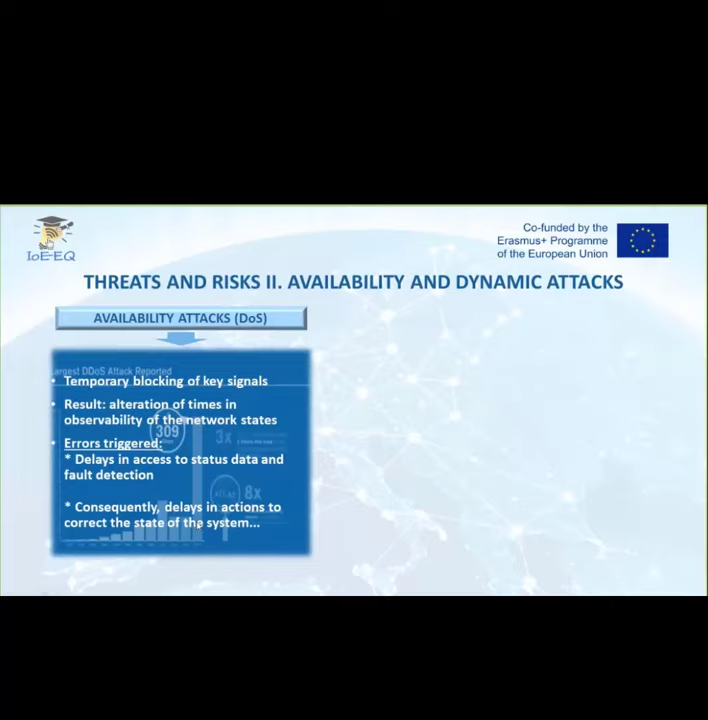 IoE-EQ
Co-funded by the
Erasmus+ Programme
of the European Union
THREATS AND RISKS II. AVAILABILITY AND DYNAMIC ATTACKS
AVAILABILITY ATTACKS (DoS)
Largest DDoS Attack Reported
• Temporary blocking of key signals
• Result: alteration of times in
observability of the network states
309
3x
• Errors triggered:
* Delays in access to status data and
fault detection
8x
* Consequently, delays in actions to
correct the state of the system...